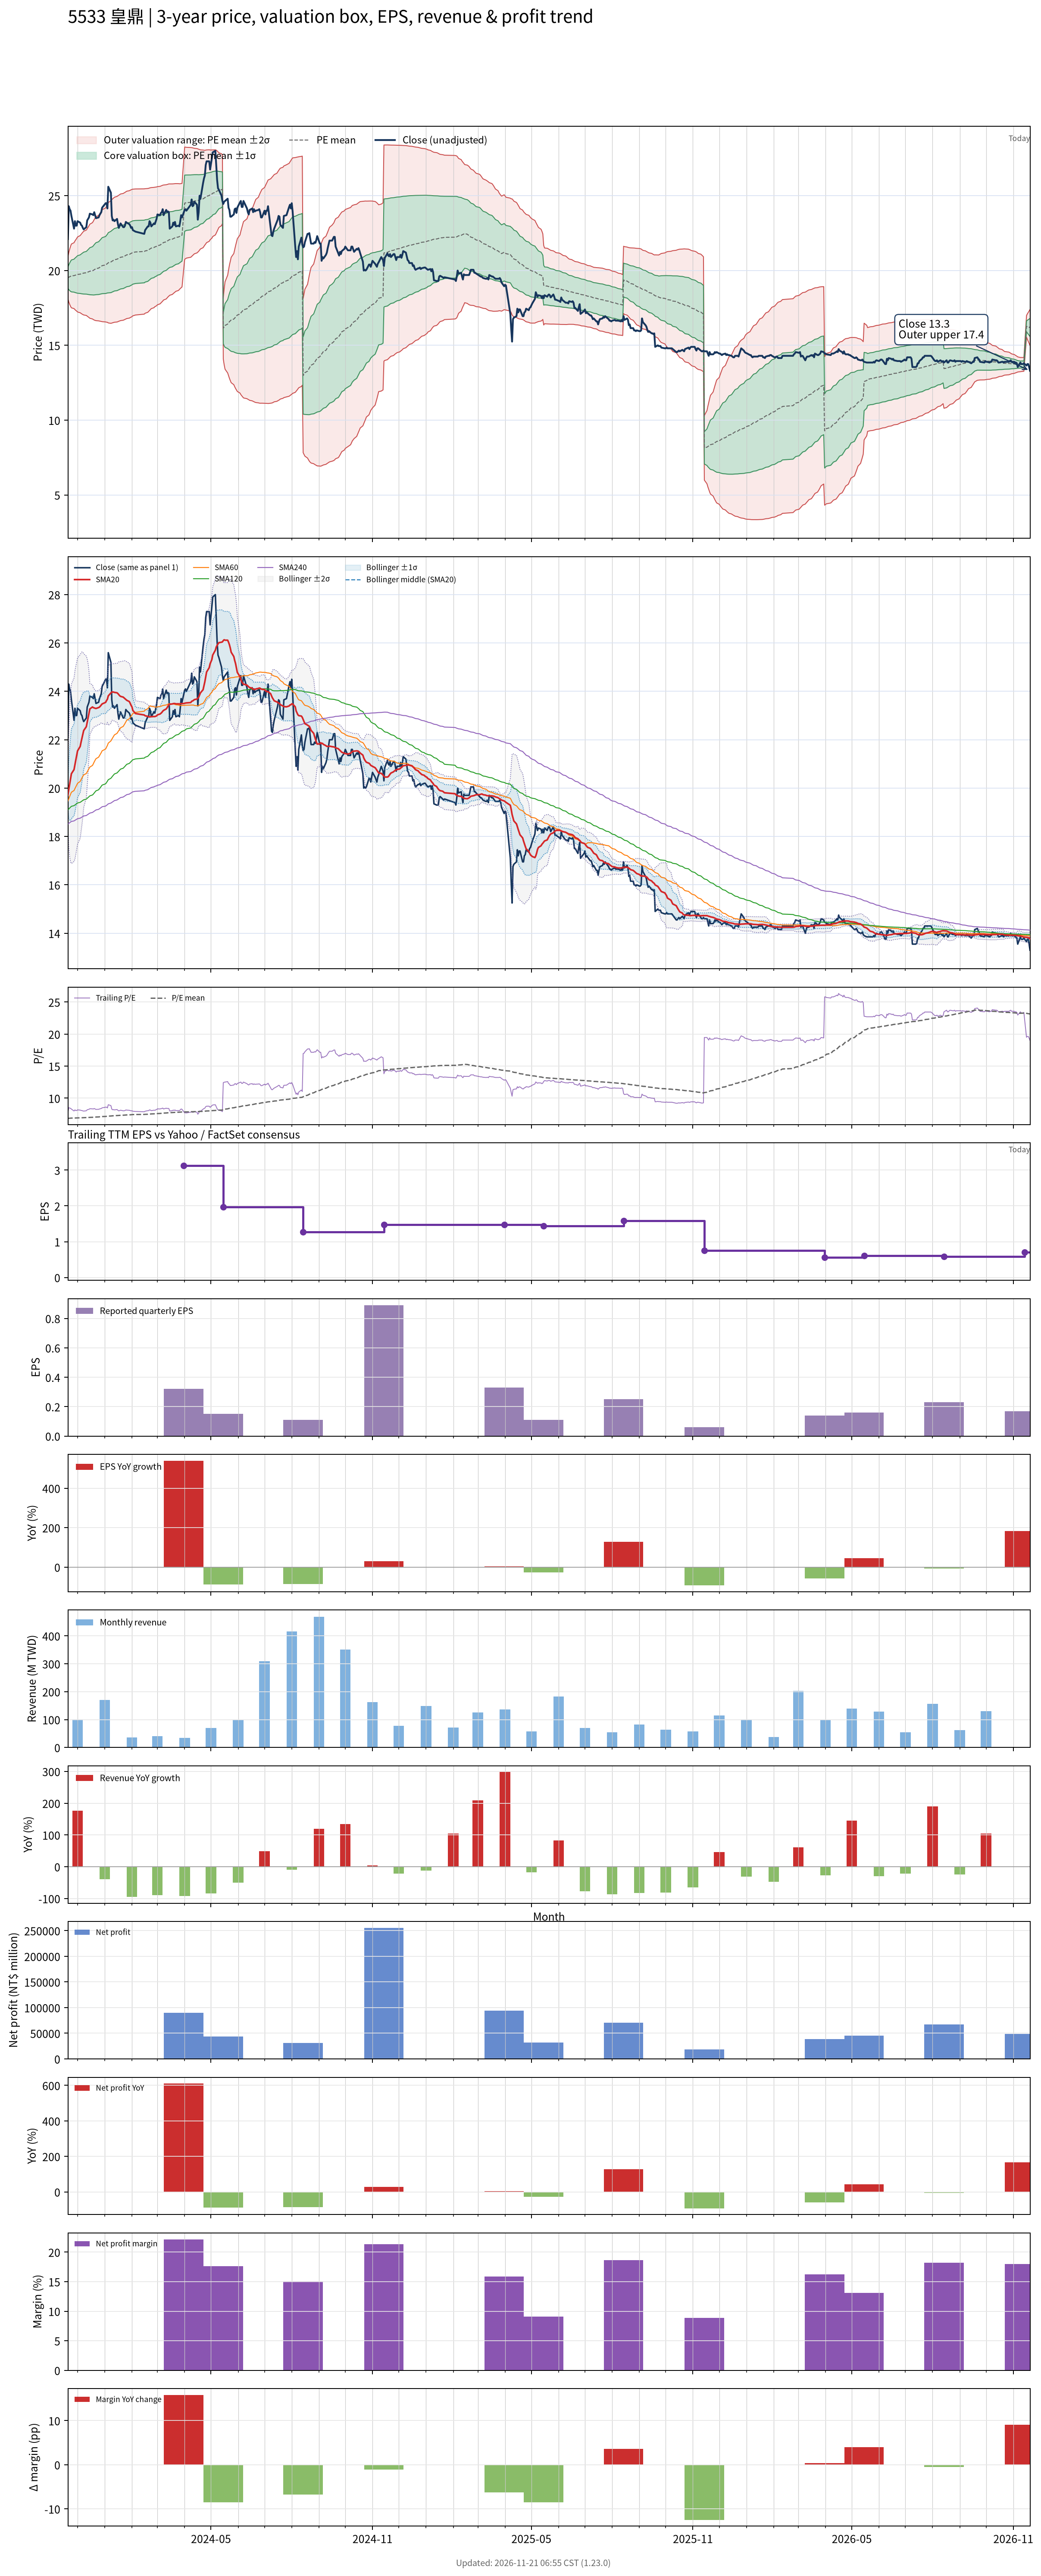 5533 皇鼎 | 3-year price, valuation box, EPS, revenue & profit trend
Outer valuation range: PE mean ±2σ
PE mean
Close (unadjusted)
Core valuation box: PE mean ±1σ
Today
Close 13.3
Outer upper 17.4
Price (TWD)
25
20
15
10
5
Close (same as panel 1)
SMA20
SMA60
SMA120
SMA240
Bollinger ±2σ
Bollinger ±1σ
Bollinger middle (SMA20)
Price
28
26
24
22
20
18
16
14
Trailing P/E
P/E mean
P/E
25
20
15
10
Trailing TTM EPS vs Yahoo / FactSet consensus
Today
EPS
3
2
1
0
Reported quarterly EPS
EPS
0.8
0.6
0.4
0.2
0.0
EPS YoY growth
YoY (%)
400
200
0
Monthly revenue
Revenue (M TWD)
400
300
200
100
0
Revenue YoY growth
YoY (%)
300
200
100
0
-100
Month
Net profit
Net profit (NT$ million)
250000
200000
150000
100000
50000
0
Net profit YoY
YoY (%)
600
400
200
0
Net profit margin
Margin (%)
20
15
10
5
0
Margin YoY change
Δ margin (pp)
10
0
-10
2024-05
2024-11
2025-05
2025-11
2026-05
2026-11
Updated: 2026-11-21 06:55 CST (1.23.0)